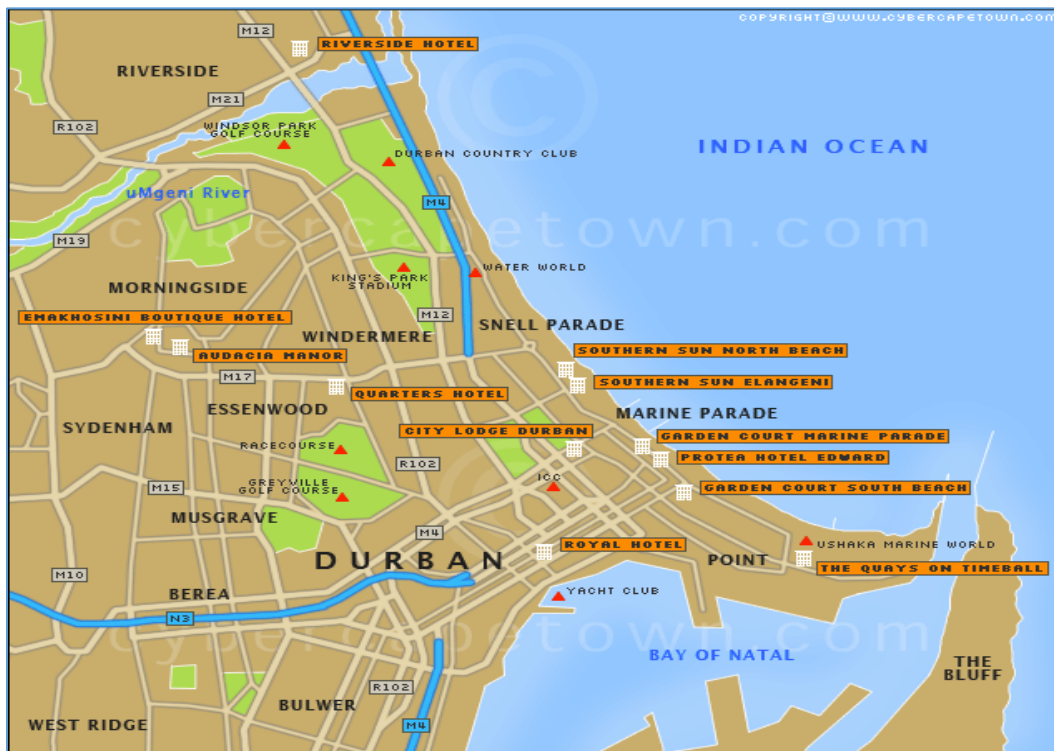 COPYRIGHT©WWW.CYBERCAPETOWN.COM
M12
RIVERSIDE HOTEL
RIVERSIDE
M21
R102
WINDSOR PARK
GOLF COURSE
DURBAN COUNTRY CLUB
INDIAN OCEAN
©
uMgeni River
M4
cybercapetown.com
M19
KING'S PARK
STADIUM
WATER WORLD
MORNINGSIDE
EMAKHOSINI BOUTIQUE HOTEL
M12
SNELL PARADE
WINDERMERE
AUDACIA MANOR
SOUTHERN SUN NORTH BEACH
M17
QUARTERS HOTEL
SOUTHERN SUN ELANGENI
ESSENWOOD
MARINE PARADE
SYDENHAM
CITY LODGE DURBAN
GARDEN COURT MARINE PARADE
RACECOURSE
PROTEA HOTEL EDWARD
R102
ICC
M15
GREYVILLE
GOLF COURSE
GARDEN COURT SOUTH BEACH
MUSGRAVE
M4
ROYAL HOTEL
USHAKA MARINE WORLD
DURBAN
POINT
THE QUAYS ON TIMEBALL
M10
BEREA
YACHT CLUB
N3
cybercapetown.com
BAY OF NATAL
THE
BLUFF
R102
BULWER
WEST RIDGE
M4